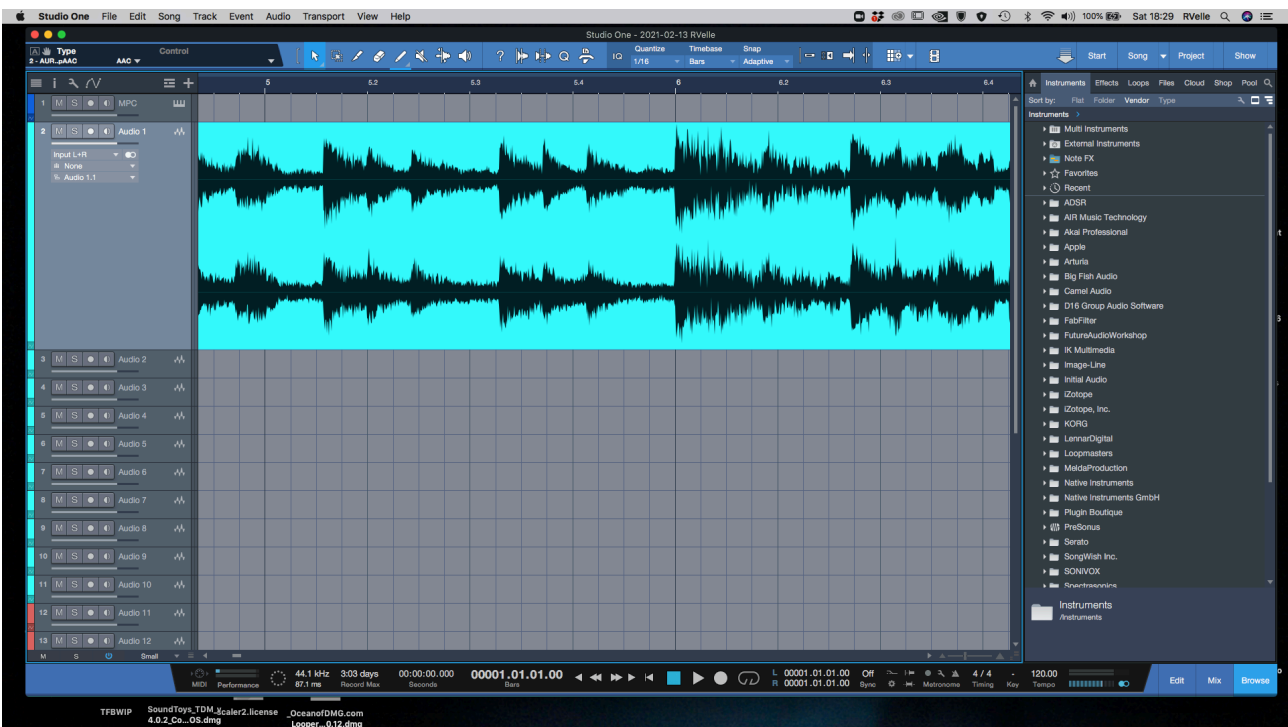 Studio One File Edit Song Track Event Audio Transport View Help
100% Sat 18:29 RVelle
Studio One - 2021-02-13 RVelle
A Type Control
2 - AUR..pAAC AAC
IQ Quantize Timebase Snap
1/16 Bars Adaptive
Start Song Project Show
5 5.2 5.3 5.4 6 6.2 6.3 6.4
Instruments Effects Loops Files Cloud Shop Pool
Sort by: Flat Folder Vendor Type
Instruments
1 M S MPC
2 M S Audio 1
Input L+R
None
Audio 1.1
3 M S Audio 2
4 M S Audio 3
5 M S Audio 4
6 M S Audio 5
7 M S Audio 6
8 M S Audio 7
9 M S Audio 8
10 M S Audio 9
11 M S Audio 10
12 M S Audio 11
13 M S Audio 12
M S Small
Multi Instruments
External Instruments
Note FX
Favorites
Recent
ADSR
AIR Music Technology
Akai Professional
Apple
Arturia
Big Fish Audio
Camel Audio
D16 Group Audio Software
FabFilter
FutureAudioWorkshop
IK Multimedia
Image-Line
Initial Audio
iZotope
iZotope, Inc.
KORG
LennarDigital
Loopmasters
MeldaProduction
Native Instruments
Native Instruments GmbH
Plugin Boutique
PreSonus
Serato
SongWish Inc.
SONiVOX
Spectrasonics
Instruments
/Instruments
MIDI Performance
44.1 kHz
87.1 ms
3:03 days
Record Max
00:00:00.000
Seconds
00001.01.01.00
Bars
L 00001.01.01.00
R 00001.01.01.00
Off
Sync
Metronome
4 / 4
Timing
-
Key
120.00
Tempo
Edit Mix Browse
TFBWIP
SoundToys_TDM_
4.0.2_Co...OS.dmg
scaler2.license
_OceanofDMG.com
Looper...0.12.dmg